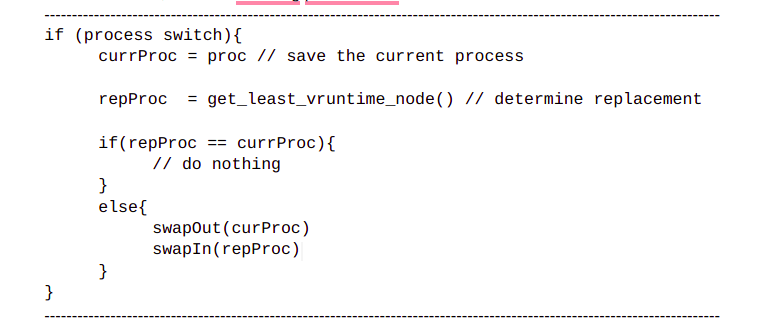 if (process switch){
currProc = proc // save the current process
repProc = get_least_vruntime_node() // determine replacement
if(repProc == currProc){
// do nothing
}
else{
swapOut(curProc)
swapIn(repProc)
}
}